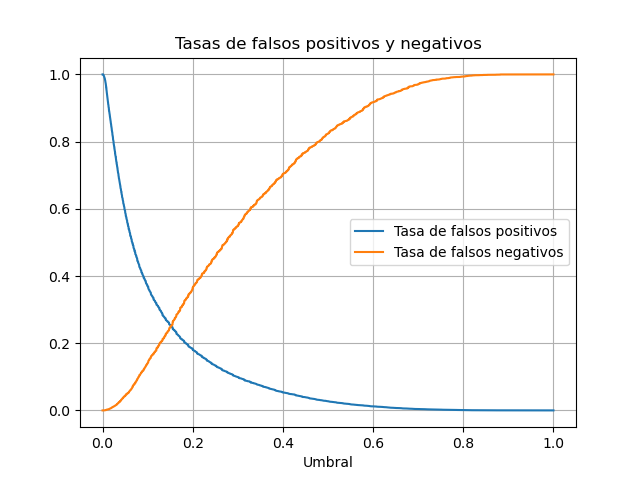 Tasas de falsos positivos y negativos
1.0
0.8
0.6
0.4
0.2
0.0
Tasa de falsos positivos
Tasa de falsos negativos
0.0 0.2 0.4 0.6 0.8 1.0
Umbral